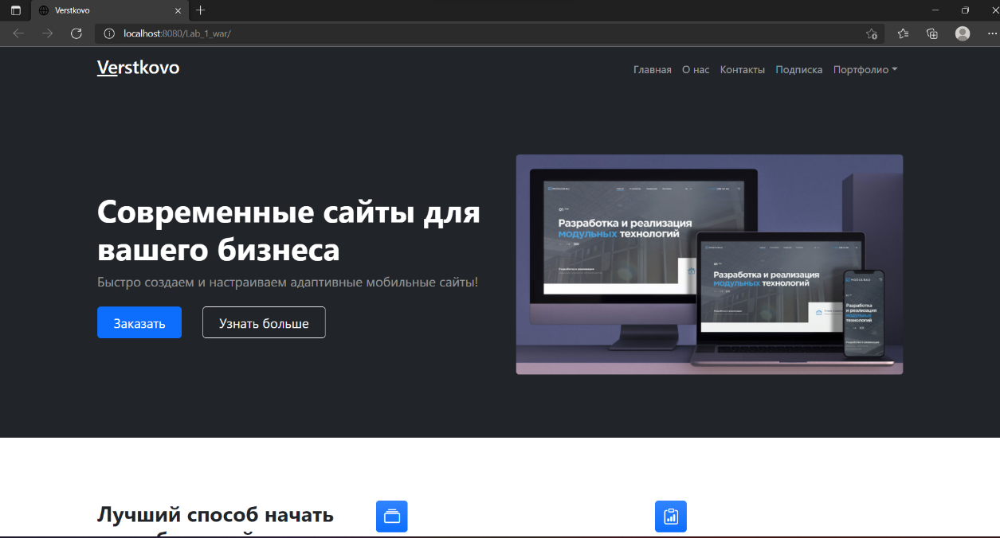 Verstkovo
localhost:8080/Lab_1_war/
Verstkovo
Главная О нас Контакты Подписка Портфолио
Современные сайты для
вашего бизнеса
Быстро создаем и настраиваем адаптивные мобильные сайты!
Заказать Узнать больше
Разработка и реализация
модульных технологий
Разработка и реализация
модульных технологий
Разработка
и реализация
модульных
технологий
Лучший способ начать